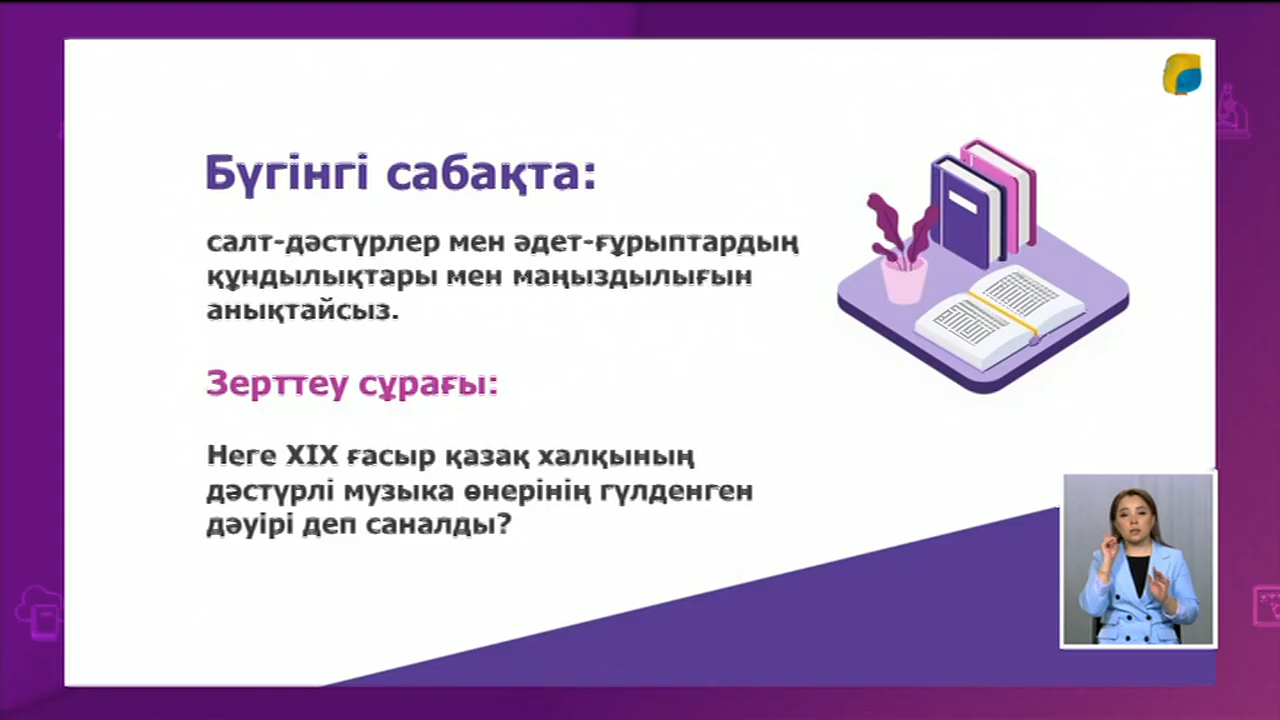 Бүгінгі сабақта:
салт-дәстүрлер мен әдет-ғұрыптардың
құндылықтары мен маңыздылығын
анықтайсыз.
Зерттеу сұрағы:
Неге XIX ғасыр қазақ халқының
дәстүрлі музыка өнерінің гүлденген
дәуірі деп саналды?